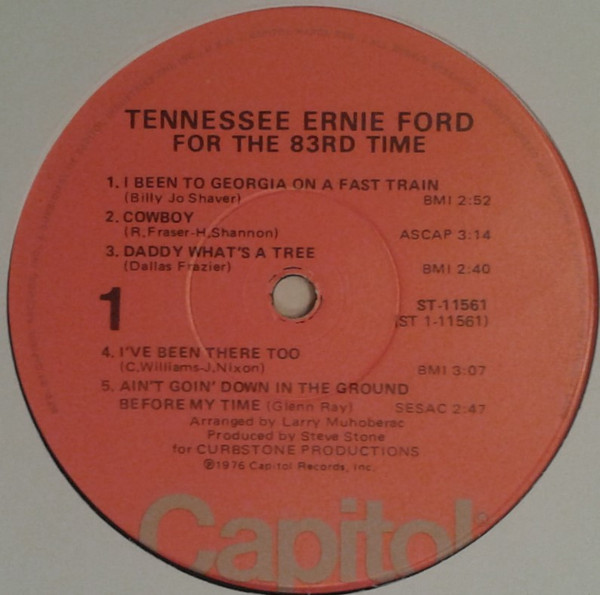 TENNESSEE ERNIE FORD
FOR THE 83RD TIME
1. I BEEN TO GEORGIA ON A FAST TRAIN
(Billy Jo Shaver) BMI 2:52
2. COWBOY
(R. Fraser-H. Shannon) ASCAP 3:14
3. DADDY WHAT'S A TREE
(Dallas Frazier) BMI 2:40
1
ST-11561
(ST 1-11561)
4. I'VE BEEN THERE TOO
(C. Williams-J. Nixon) BMI 3:07
5. AIN'T GOIN' DOWN IN THE GROUND
BEFORE MY TIME (Glenn Ray) SESAC 2:47
Arranged by Larry Muhoberac
Produced by Steve Stone
for CURBSTONE PRODUCTIONS
℗1976 Capitol Records, Inc.
Capitol®